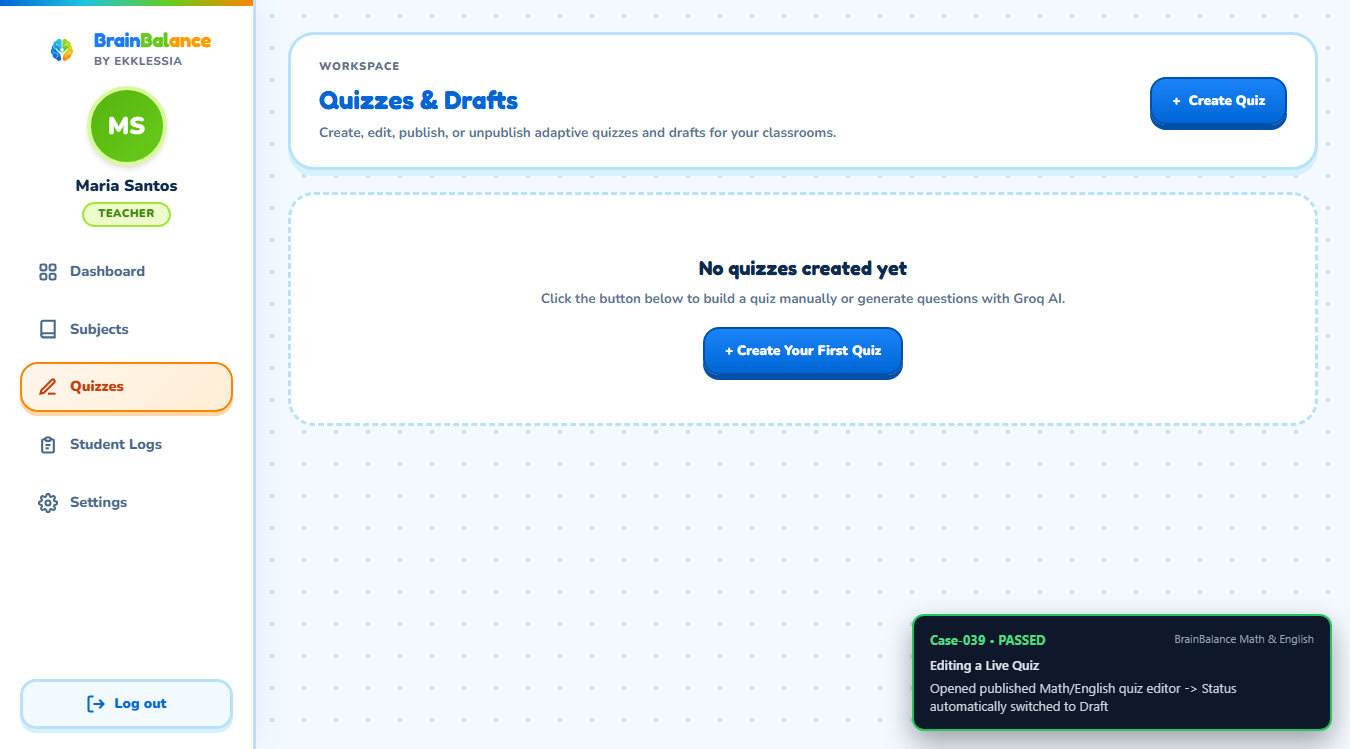 BrainBalance
BY EKKLESSIA
MS
Maria Santos
TEACHER
Dashboard
Subjects
Quizzes
Student Logs
Settings
Log out
WORKSPACE
Quizzes & Drafts
Create, edit, publish, or unpublish adaptive quizzes and drafts for your classrooms.
+ Create Quiz
No quizzes created yet
Click the button below to build a quiz manually or generate questions with Groq AI.
+ Create Your First Quiz
Case-039 • PASSED
BrainBalance Math & English
Editing a Live Quiz
Opened published Math/English quiz editor -> Status
automatically switched to Draft